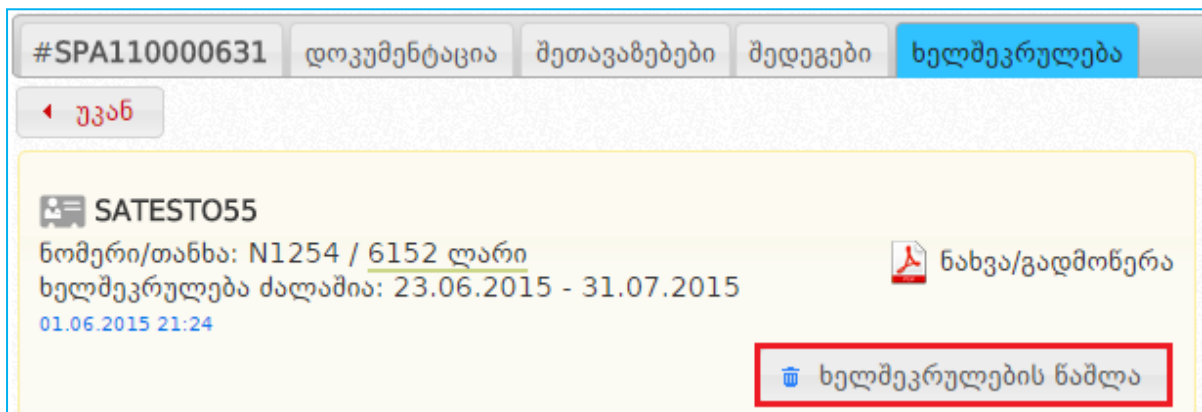 #SPA110000631 დოკუმენტაცია შეთავაზებები შედეგები ხელშეკრულება
უკან
SATESTO55
ნომერი/თანხა: N1254 / 6152 ლარი
ნახვა/გადმოწერა
ხელშეკრულება ძალაშია: 23.06.2015 - 31.07.2015
01.06.2015 21:24
ხელშეკრულების წაშლა